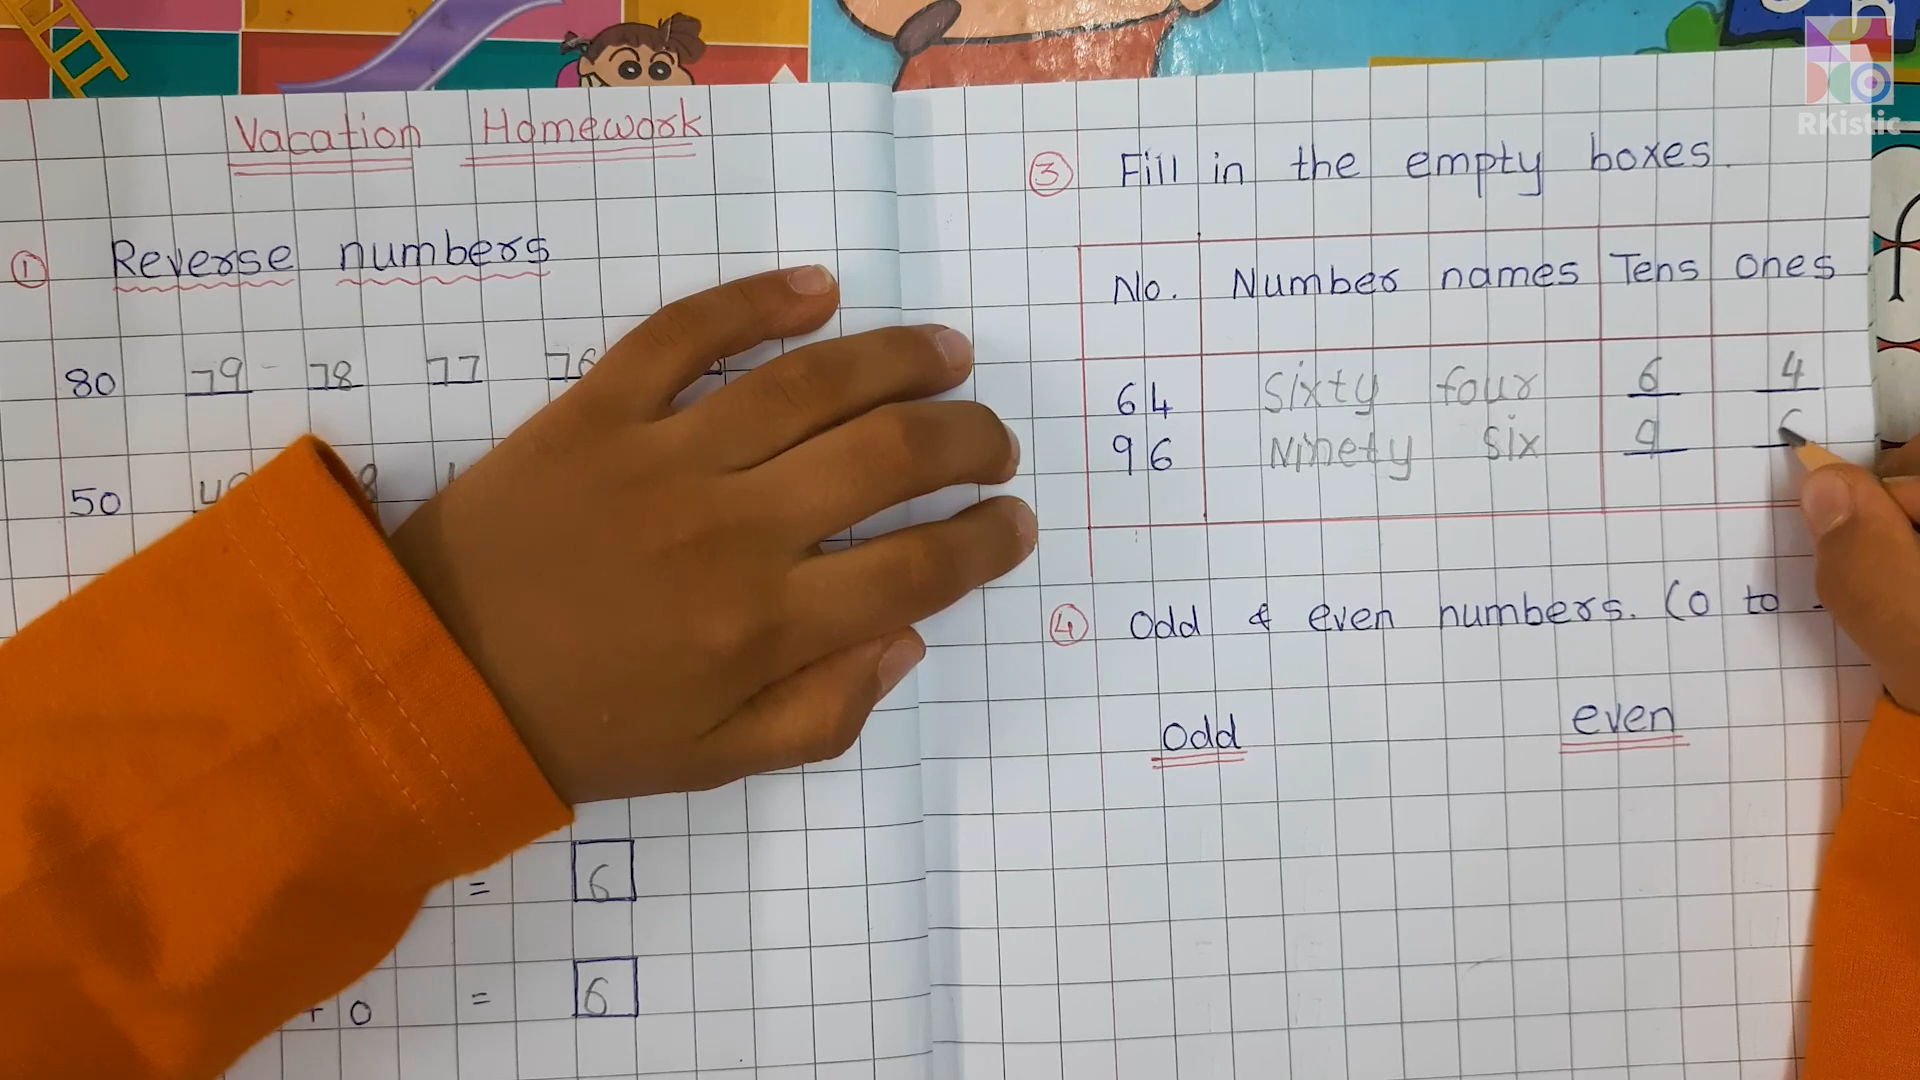 RKistic
Vacation Homework
① Reverse numbers
80 79 78 77 76
50
= 6
+ 0 = 6
③ Fill in the empty boxes.
No. Number names Tens ones
64 Sixty four 6 4
96 Ninety six 9 6
④ Odd & even numbers. (0 to
odd even